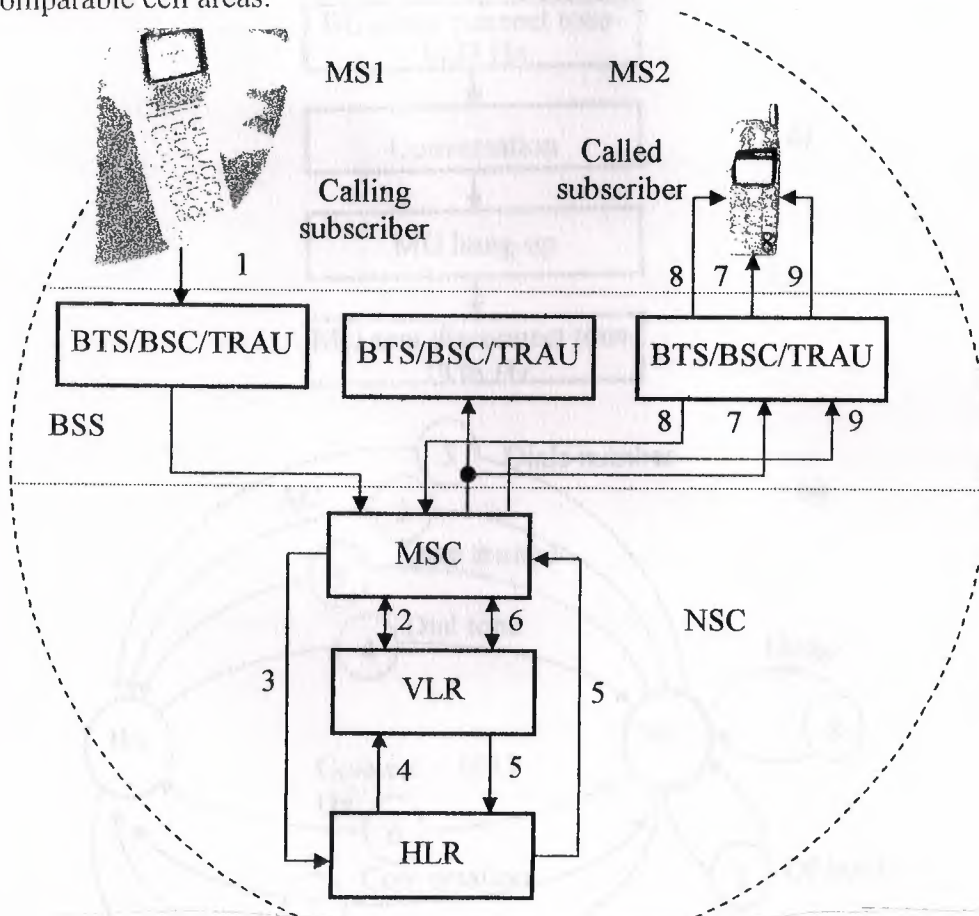 omparable cell areas.
MS1
MS2
Calling
subscriber
Called
subscriber
1
8
7
8
9
BTS/BSC/TRAU
BTS/BSC/TRAU
BTS/BSC/TRAU
BSS
8
7
9
MSC
2
6
NSC
3
VLR
5
4
5
HLR